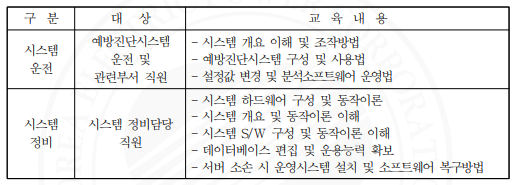 구 분 대 상 교 육 내 용
시스템 운전
예방진단시스템 운전 및 관련부서 직원
- 시스템 개요 이해 및 조작방법
- 예방진단시스템 구성 및 사용법
- 설정값 변경 및 분석소프트웨어 운영법
시스템 정비
시스템 정비담당 직원
- 시스템 하드웨어 구성 및 동작이론
- 시스템 개요 및 동작이론 이해
- 시스템 S/W 구성 및 동작이론 이해
- 데이터베이스 편집 및 운용능력 확보
- 서버 소손 시 운영시스템 설치 및 소프트웨어 복구방법